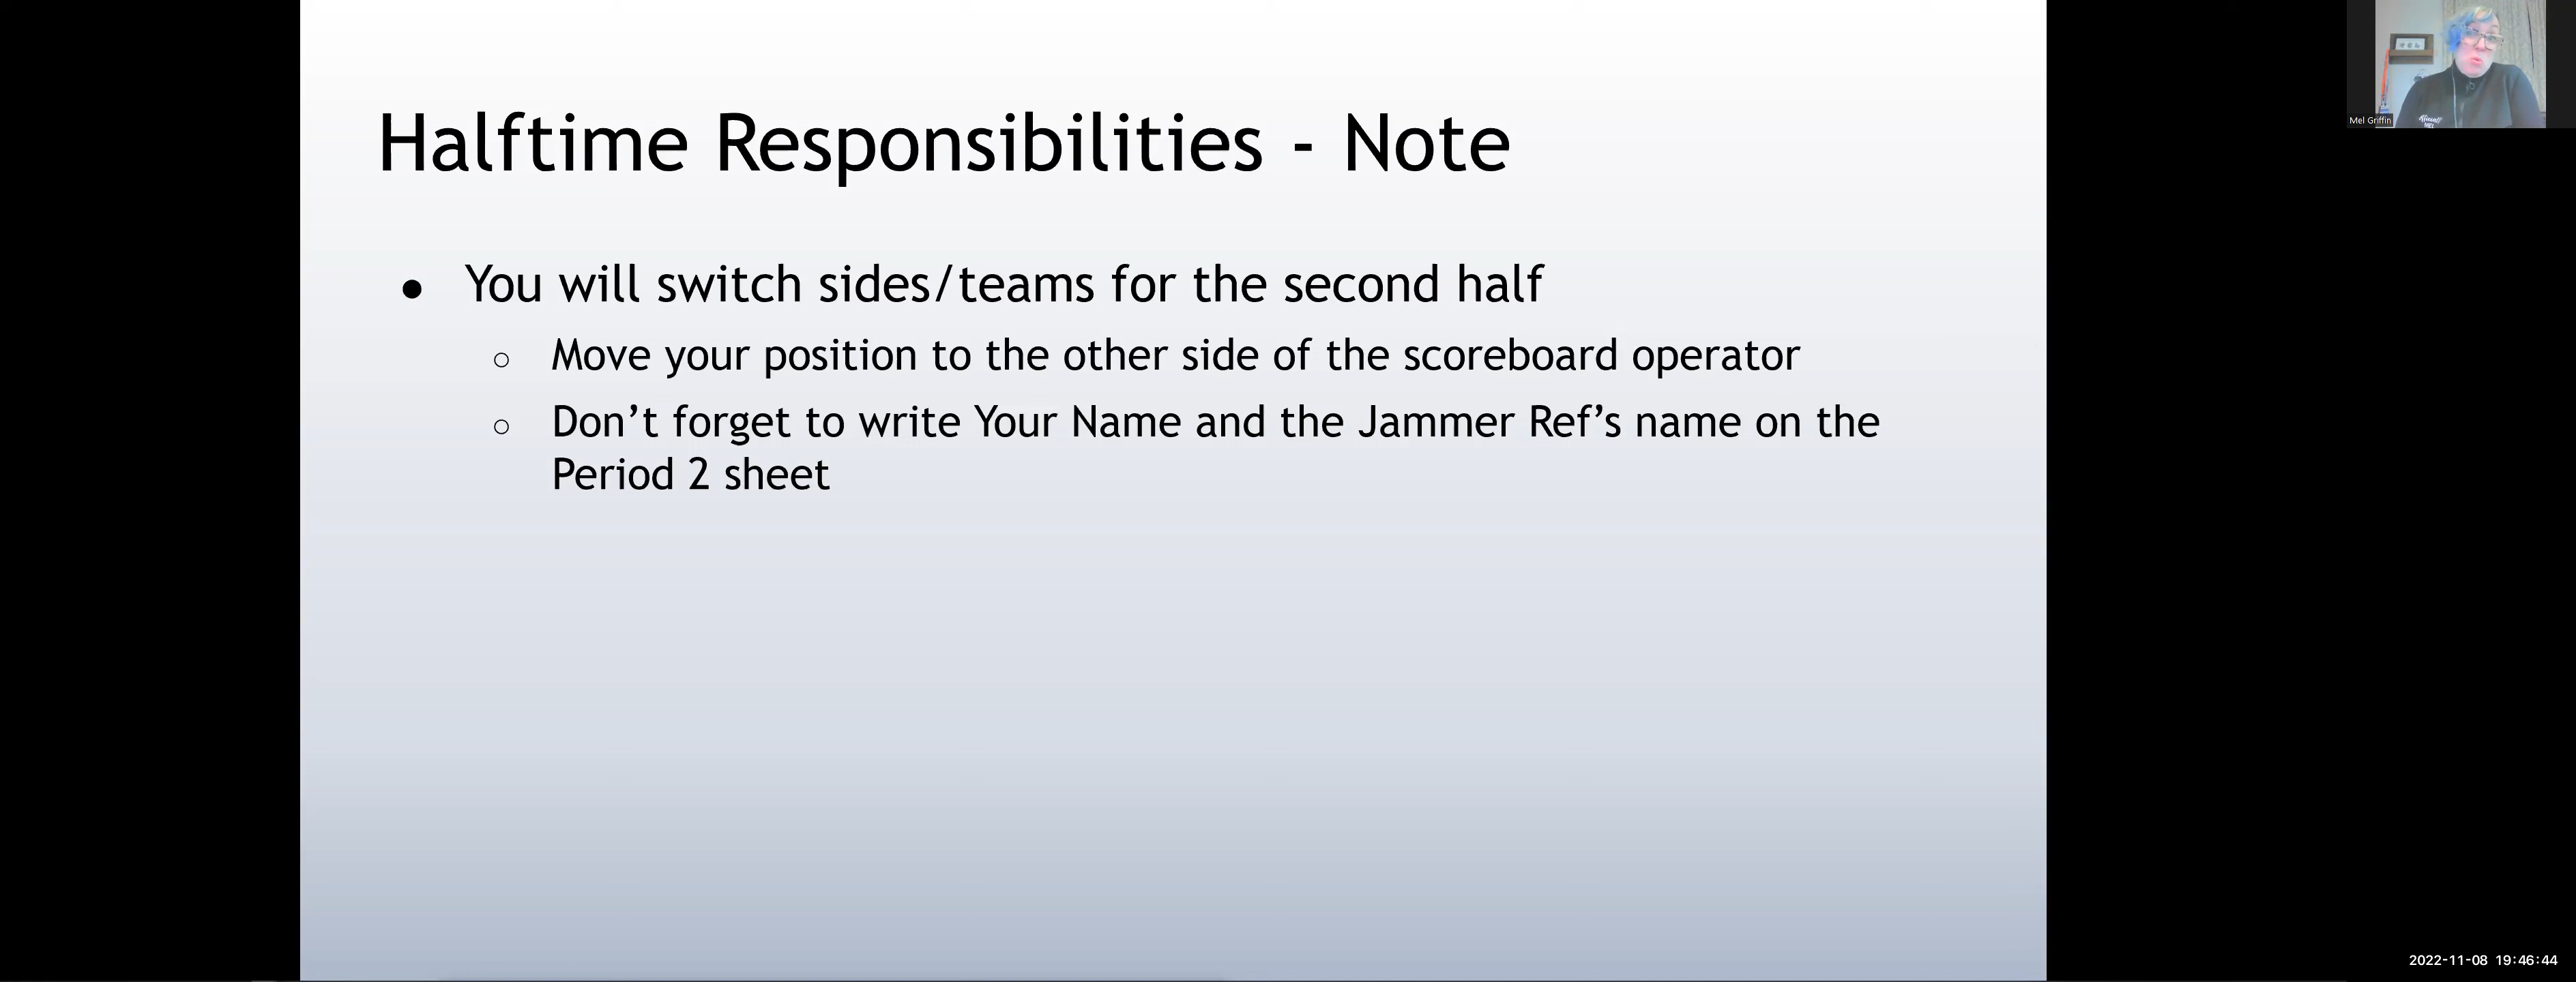 Halftime Responsibilities - Note
● You will switch sides/teams for the second half
○ Move your position to the other side of the scoreboard operator
○ Don’t forget to write Your Name and the Jammer Ref’s name on the
Period 2 sheet
Mel Griffin
2022-11-08 19:46:44